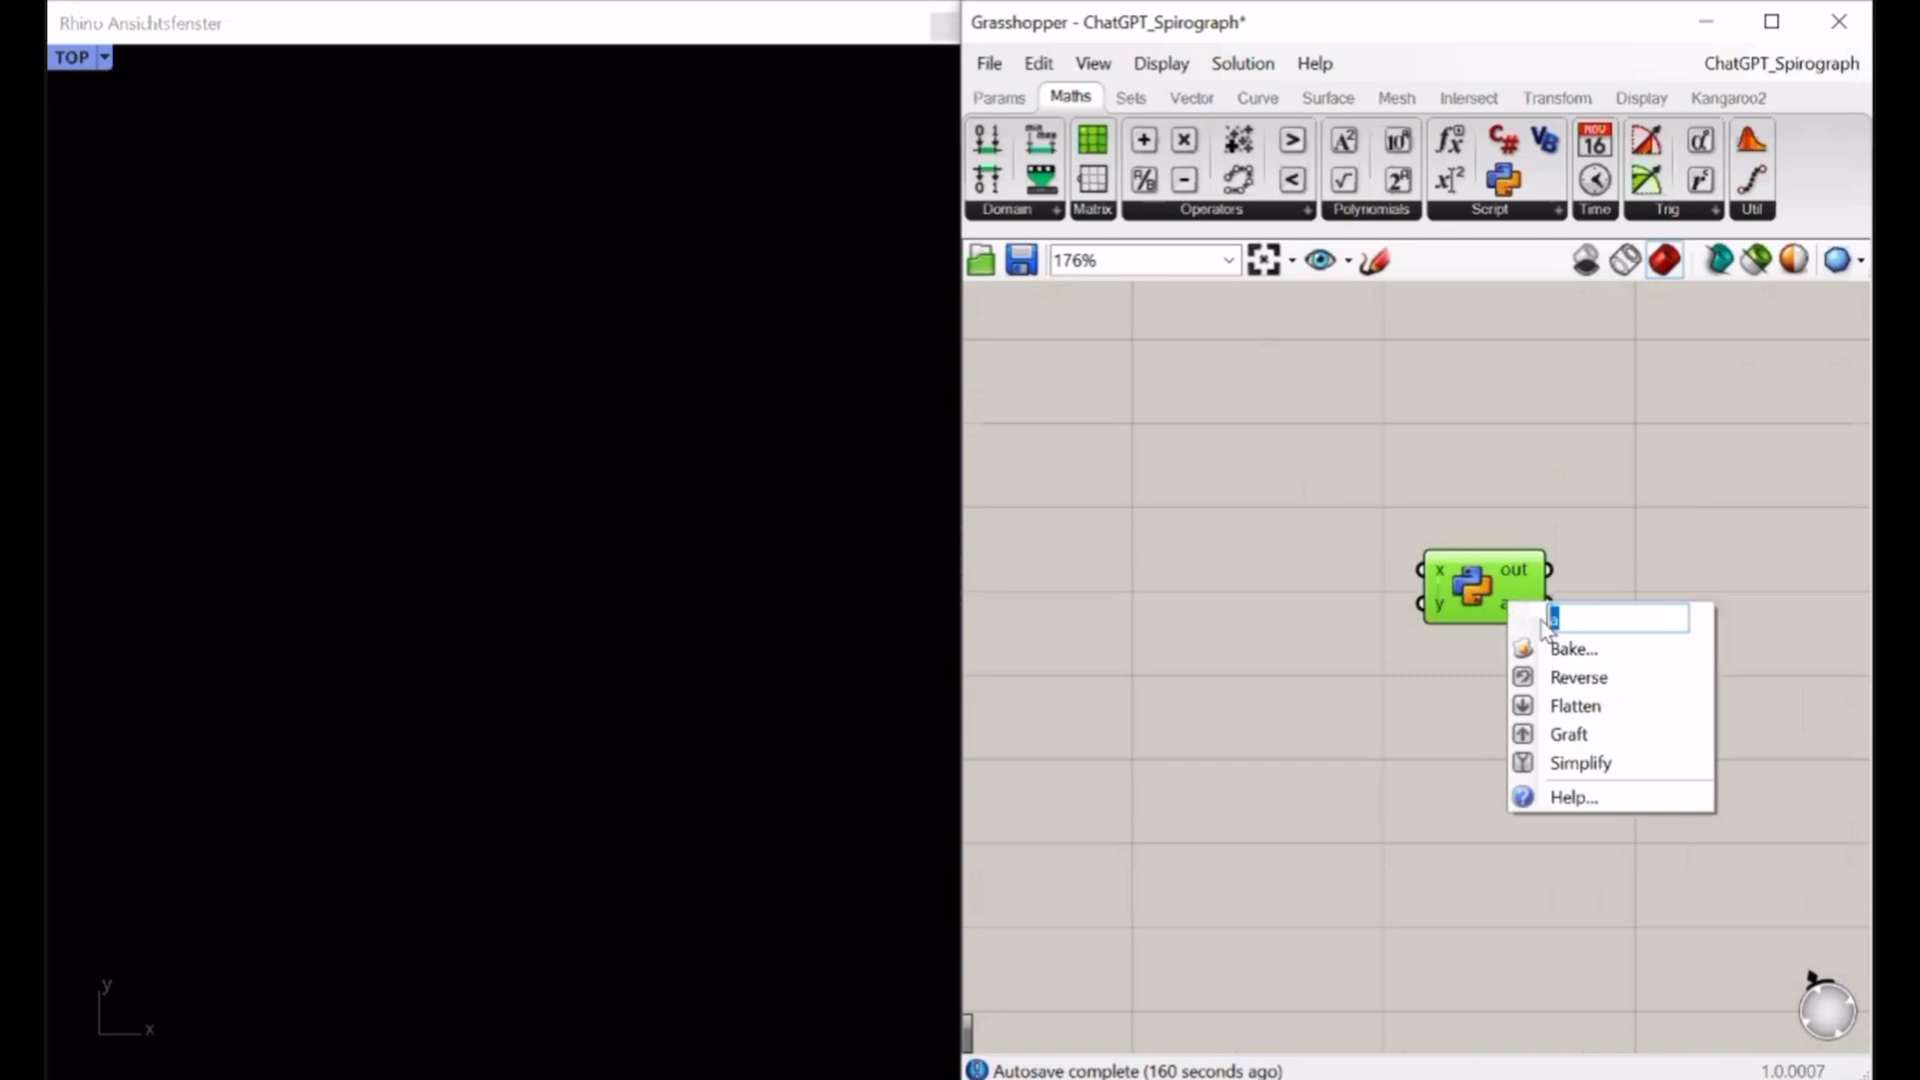 Rhino Ansichtsfenster
TOP
y
x
Grasshopper - ChatGPT_Spirograph*
File Edit View Display Solution Help ChatGPT_Spirograph
Params Maths Sets Vector Curve Surface Mesh Intersect Transform Display Kangaroo2
Domain Matrix Operators Polynomials Script Time Trig Util
176%
x out
y a
a
Bake...
Reverse
Flatten
Graft
Simplify
Help...
Autosave complete (160 seconds ago) 1.0.0007